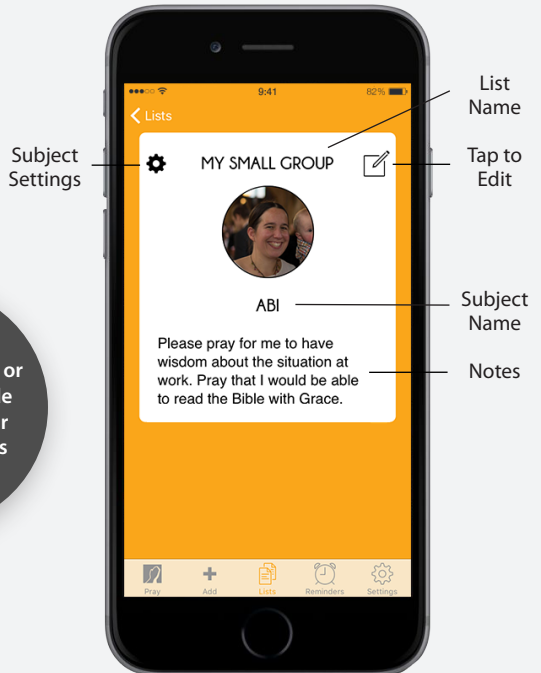 9:41
82%
Lists
List
Name
Subject
Settings
MY SMALL GROUP
Tap to
Edit
ABI
Subject
Name
Please pray for me to have
wisdom about the situation at
work. Pray that I would be able
to read the Bible with Grace.
Notes
or
Pray
Add
Lists
Reminders
Settings